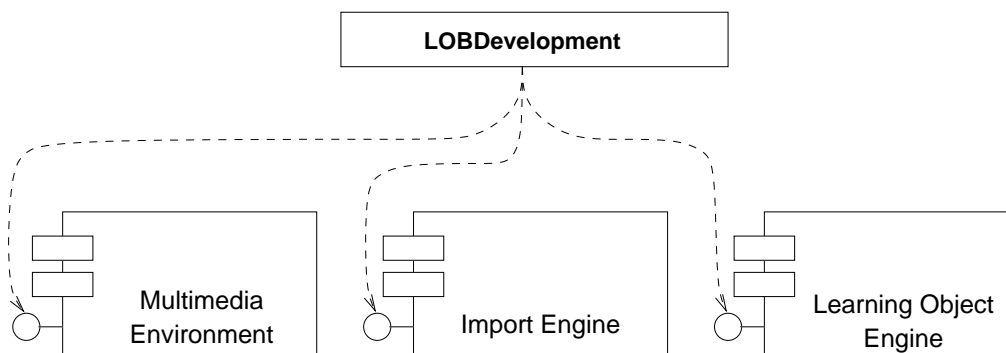 LOBDevelopment
Multimedia
Environment
Import Engine
Learning Object
Engine